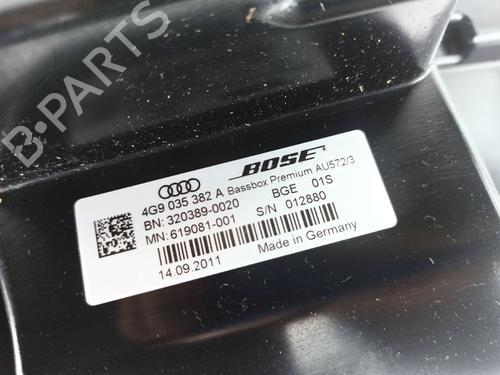 BOSE
4G9 035 382 A Bassbox Premium AU572/3
BN: 320389-0020 BGE 01S
MN: 619081-001 S/N 012880
14.09.2011 Made in Germany
B-PARTS